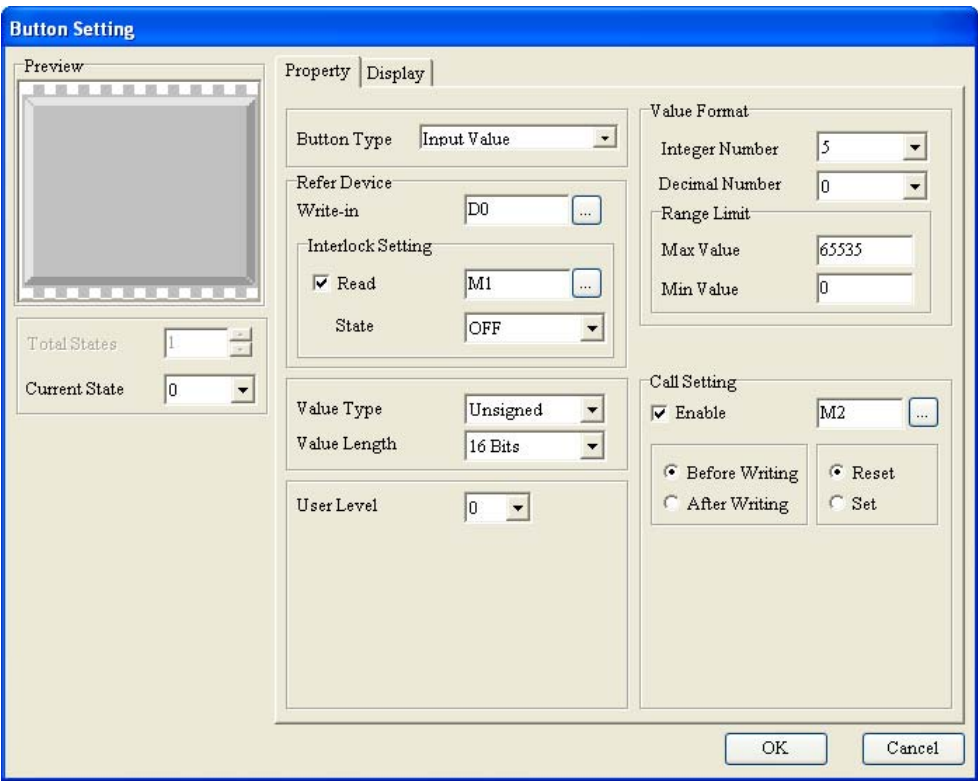 Button Setting
Preview
Total States
1
Current State
0
Property
Display
Button Type
Input Value
Refer Device
Write-in
D0
...
Interlock Setting
Read
M1
...
State
OFF
Value Type
Unsigned
Value Length
16 Bits
User Level
0
Value Format
Integer Number
5
Decimal Number
0
Range Limit
Max Value
65535
Min Value
0
Call Setting
Enable
M2
...
Before Writing
After Writing
Reset
Set
OK
Cancel